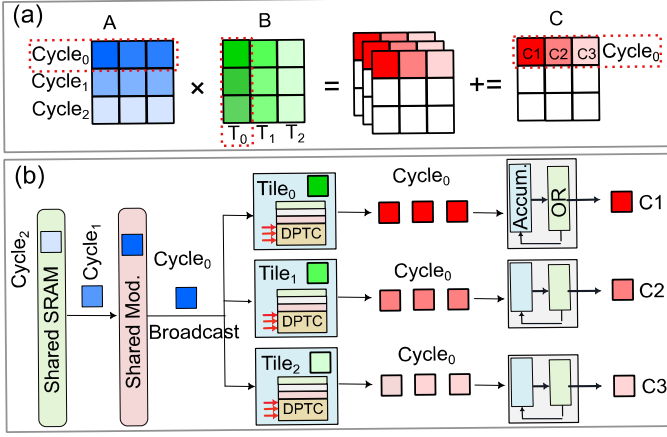 (a)
A
B
C
Cycle₀
Cycle₁
Cycle₂
×
=
+=
T₀ T₁ T₂
C1 C2 C3
Cycle₀
(b)
Cycle₂
Shared SRAM
Cycle₁
Shared Mod.
Cycle₀
Broadcast
Tile₀
DPTC
Cycle₀
Accum.
OR
C1
Tile₁
DPTC
Cycle₀
C2
Tile₂
DPTC
Cycle₀
C3